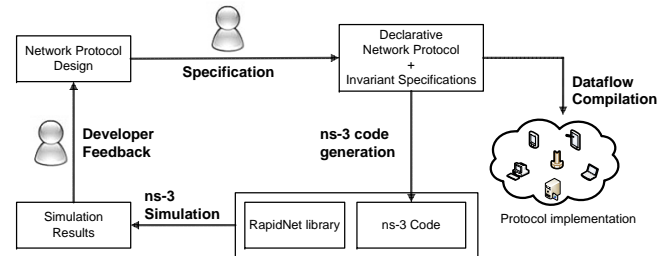 Network Protocol
Design
Specification
Declarative
Network Protocol
+
Invariant Specifications
Dataflow
Compilation
Developer
Feedback
ns-3 code
generation
ns-3
Simulation
Simulation
Results
RapidNet library
ns-3 Code
Protocol implementation